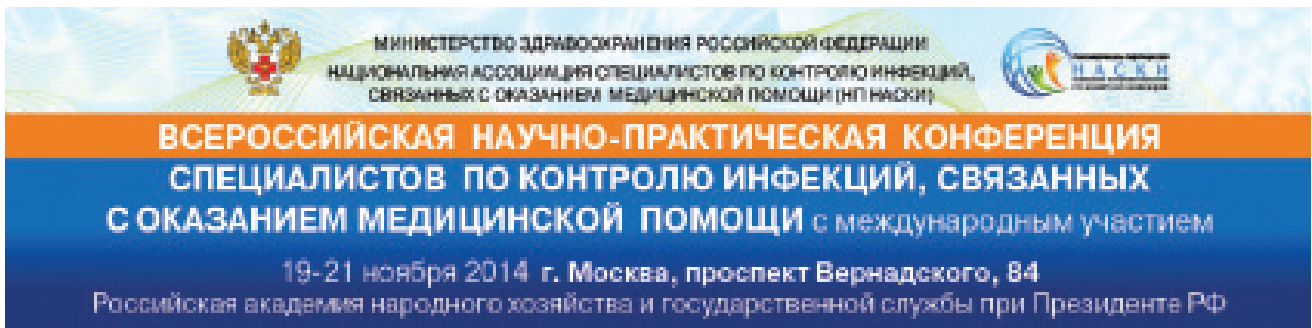 МИНИСТЕРСТВО ЗДРАВООХРАНЕНИЯ РОССИЙСКОЙ ФЕДЕРАЦИИ
НАЦИОНАЛЬНАЯ АССОЦИАЦИЯ СПЕЦИАЛИСТОВ ПО КОНТРОЛЮ ИНФЕКЦИЙ,
СВЯЗАННЫХ С ОКАЗАНИЕМ МЕДИЦИНСКОЙ ПОМОЩИ (НП НАСКИ)
НАСКИ
ВСЕРОССИЙСКАЯ НАУЧНО-ПРАКТИЧЕСКАЯ КОНФЕРЕНЦИЯ
СПЕЦИАЛИСТОВ ПО КОНТРОЛЮ ИНФЕКЦИЙ, СВЯЗАННЫХ
С ОКАЗАНИЕМ МЕДИЦИНСКОЙ ПОМОЩИ с международным участием
19-21 ноября 2014 г. Москва, проспект Вернадского, 84
Российская академия народного хозяйства и государственной службы при Президенте РФ